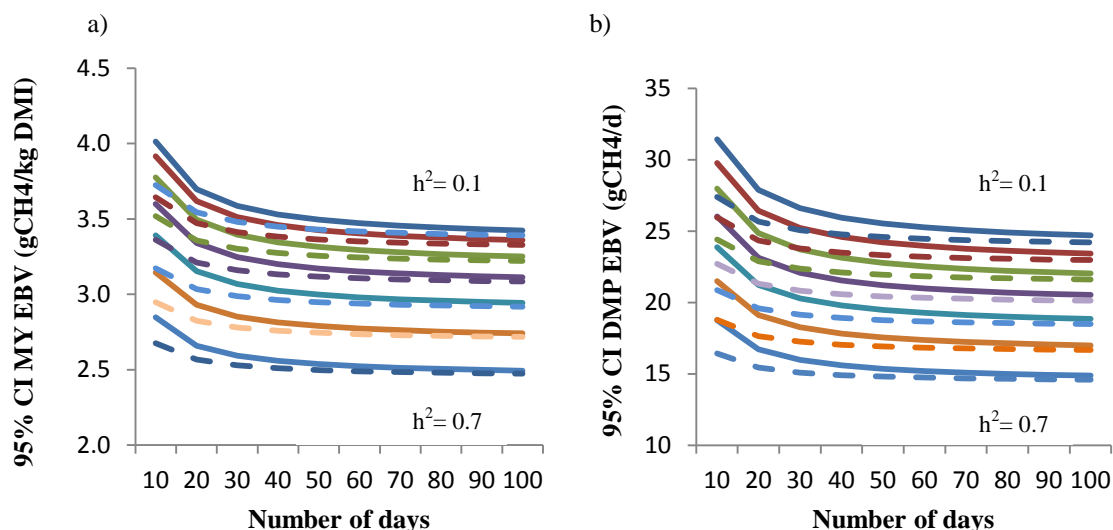 a)
95% CI MY EBV (gCH4/kg DMI)
4.5
4.0
3.5
3.0
2.5
2.0
h²= 0.1
h²= 0.7
10 20 30 40 50 60 70 80 90 100
Number of days
b)
95% CI DMP EBV (gCH4/d)
35
30
25
20
15
10
h²= 0.1
h²= 0.7
10 20 30 40 50 60 70 80 90 100
Number of days